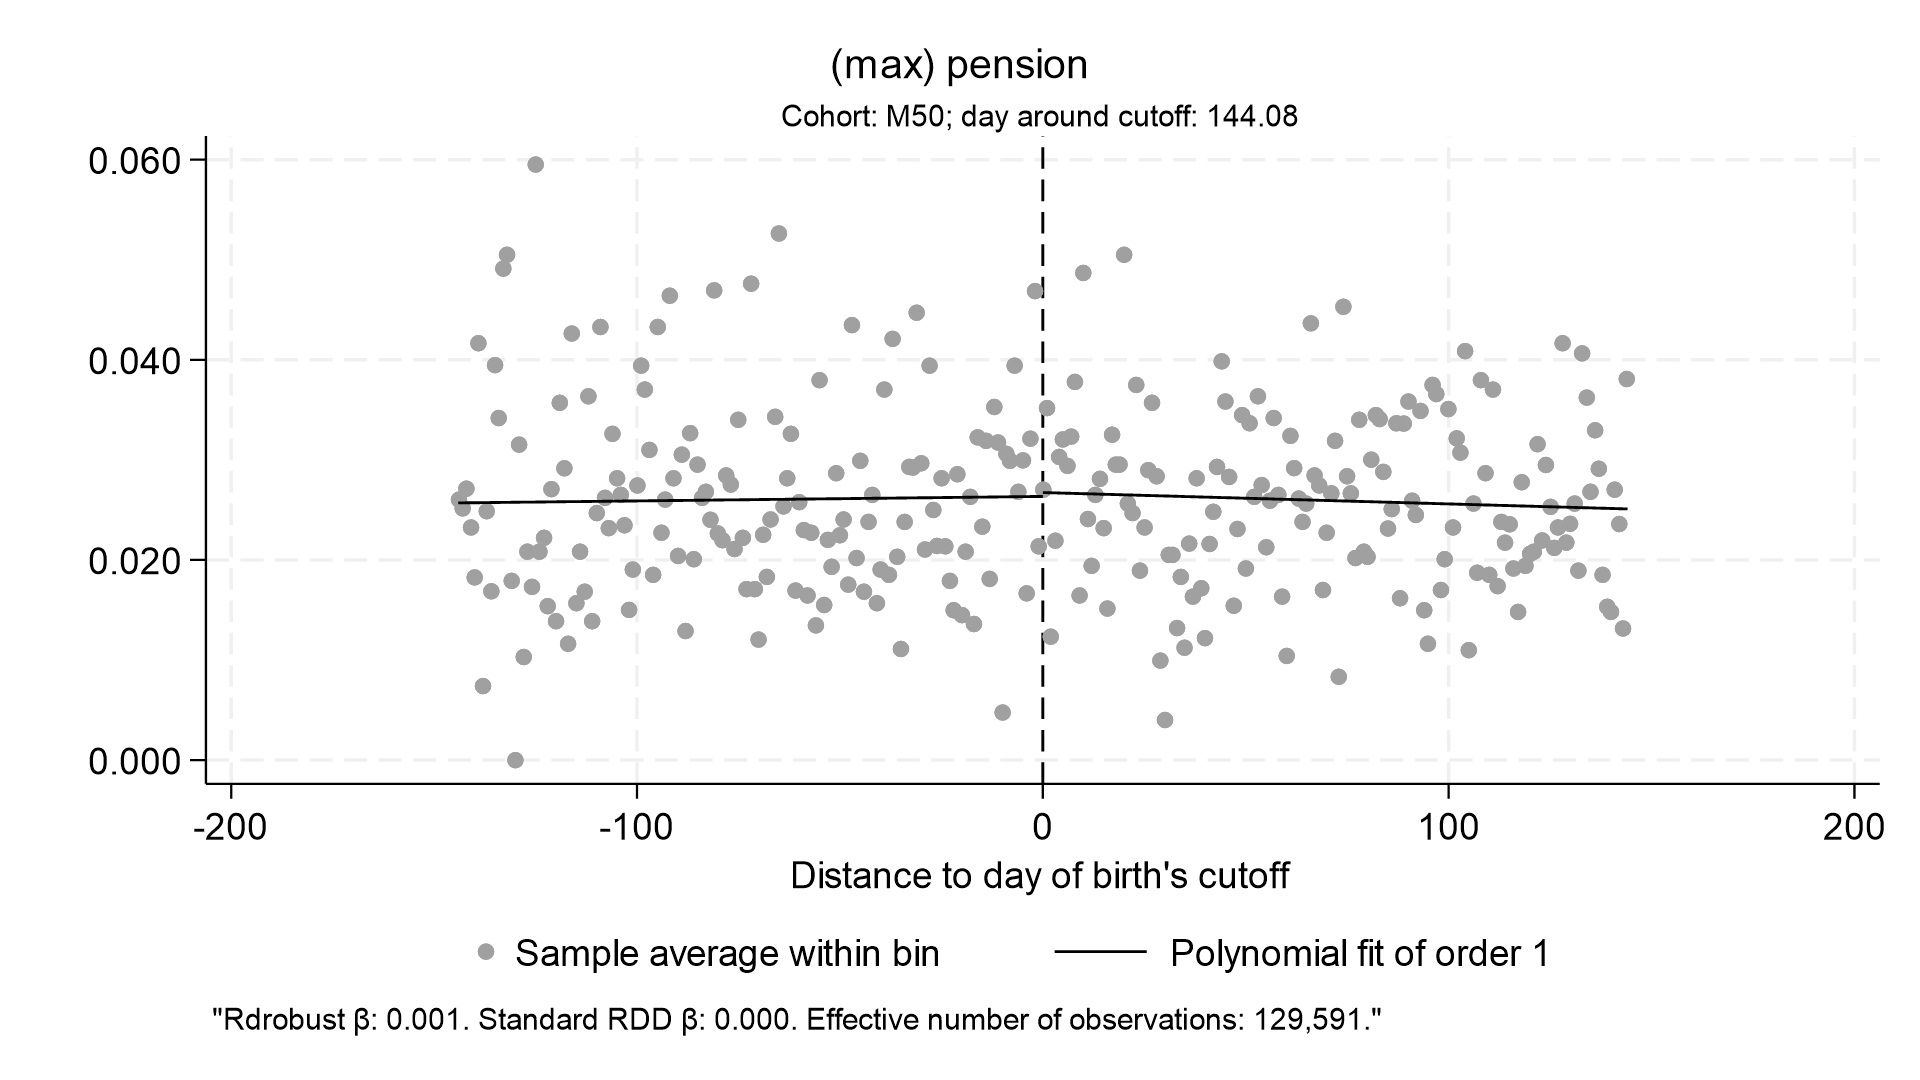 (max) pension
Cohort: M50; day around cutoff: 144.08
0.060
0.040
0.020
0.000
-200 -100 0 100 200
Distance to day of birth's cutoff
Sample average within bin Polynomial fit of order 1
"Rdrobust β: 0.001. Standard RDD β: 0.000. Effective number of observations: 129,591."